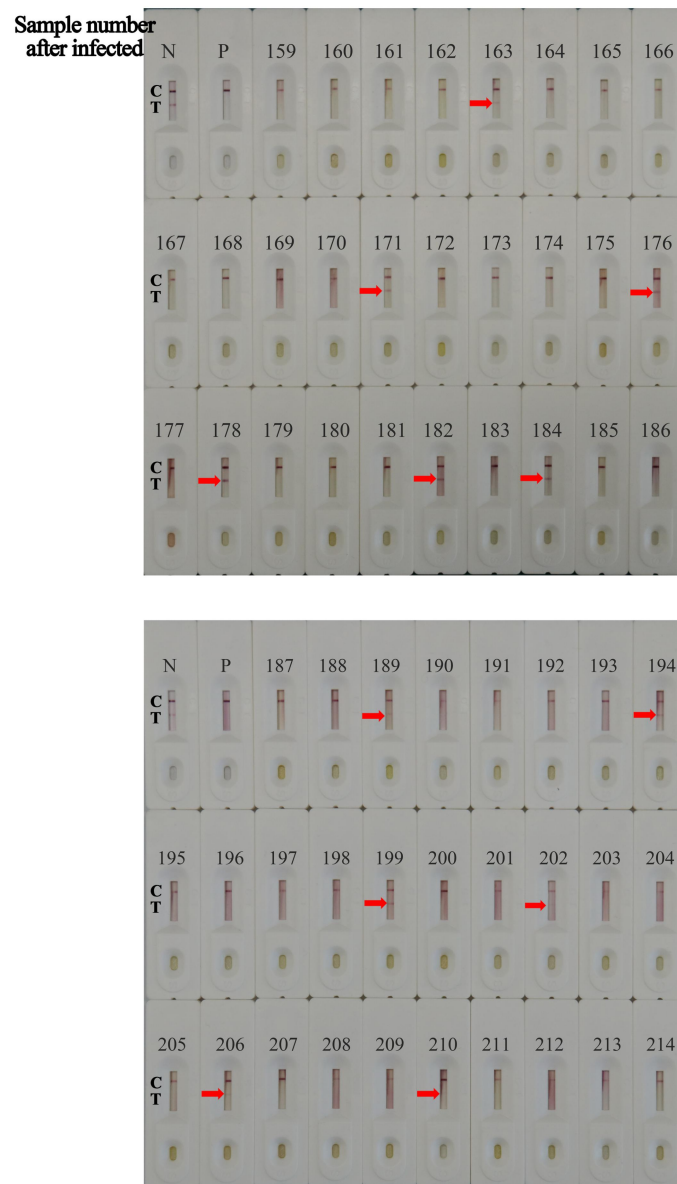 Sample number
after infected
N P 159 160 161 162 163 164 165 166
C
T
167 168 169 170 171 172 173 174 175 176
C
T
177 178 179 180 181 182 183 184 185 186
C
T
N P 187 188 189 190 191 192 193 194
C
T
195 196 197 198 199 200 201 202 203 204
C
T
205 206 207 208 209 210 211 212 213 214
C
T